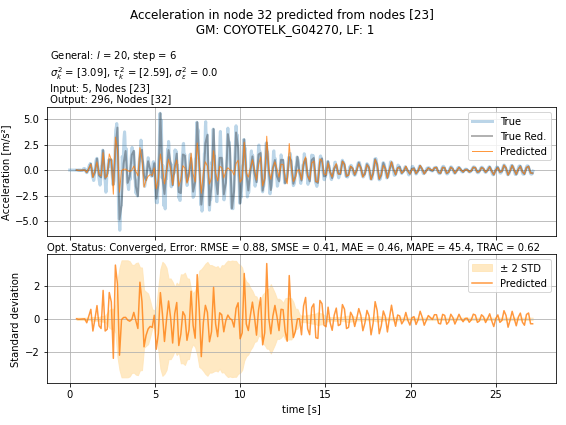 Acceleration in node 32 predicted from nodes [23]
GM: COYOTELK_G04270, LF: 1
General: l = 20, step = 6
σ²ₖ = [3.09], τ²ₖ = [2.59], σ²ₑ = 0.0
Input: 5, Nodes [23]
Output: 296, Nodes [32]
Acceleration [m/s²]
5.0
2.5
0.0
−2.5
−5.0
True
True Red.
Predicted
Opt. Status: Converged, Error: RMSE = 0.88, SMSE = 0.41, MAE = 0.46, MAPE = 45.4, TRAC = 0.62
Standard deviation
2
0
−2
± 2 STD
Predicted
0
5
10
15
20
25
time [s]